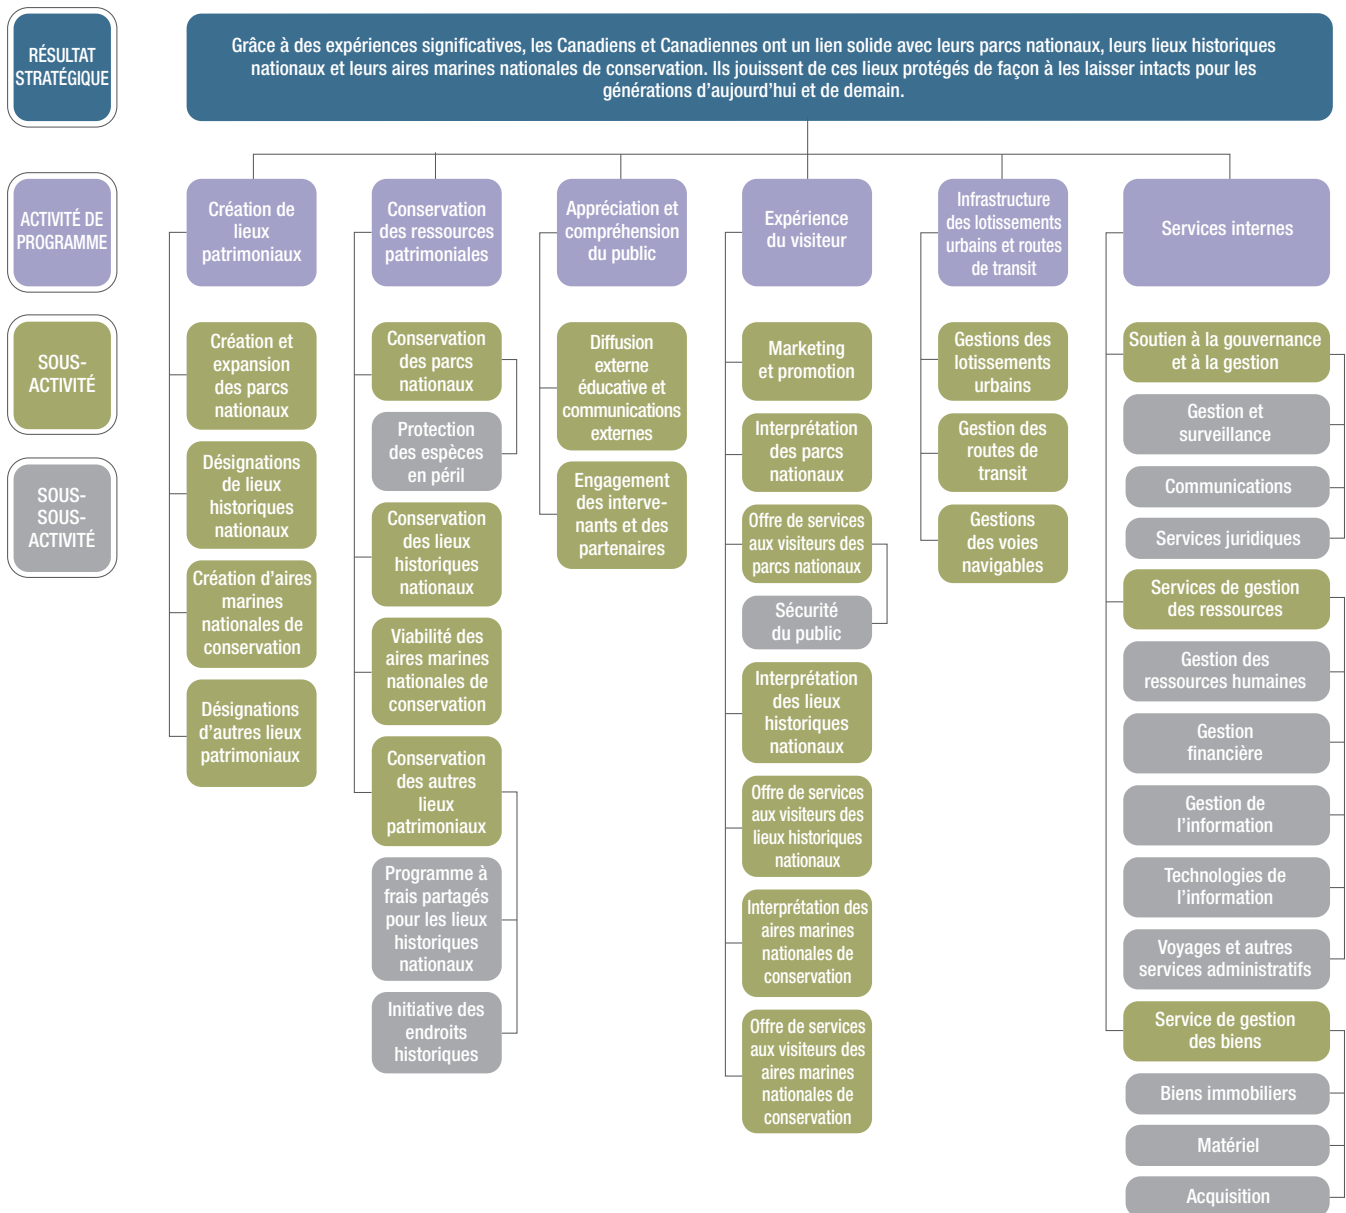 RÉSULTAT
STRATÉGIQUE
Grâce à des expériences significatives, les Canadiens et Canadiennes ont un lien solide avec leurs parcs nationaux, leurs lieux historiques
nationaux et leurs aires marines nationales de conservation. Ils jouissent de ces lieux protégés de façon à les laisser intacts pour les
générations d'aujourd'hui et de demain.
ACTIVITÉ DE
PROGRAMME
SOUS-
ACTIVITÉ
SOUS-
SOUS-
ACTIVITÉ
Création de
lieux
patrimoniaux
Création et
expansion
des parcs
nationaux
Désignations
de lieux
historiques
nationaux
Création d'aires
marines
nationales de
conservation
Désignations
d'autres lieux
patrimoniaux
Conservation
des ressources
patrimoniales
Conservation
des parcs
nationaux
Protection
des espèces
en péril
Conservation
des lieux
historiques
nationaux
Viabilité des
aires marines
nationales de
conservation
Conservation
des autres
lieux
patrimoniaux
Programme à
frais partagés
pour les lieux
historiques
nationaux
Initiative des
endroits
historiques
Appréciation et
compréhension
du public
Diffusion
externe
éducative et
communications
externes
Engagement
des interve-
nants et des
partenaires
Expérience
du visiteur
Marketing
et promotion
Interprétation
des parcs
nationaux
Offre de services
aux visiteurs des
parcs nationaux
Sécurité
du public
Interprétation
des lieux
historiques
nationaux
Offre de services
aux visiteurs des
lieux historiques
nationaux
Interprétation des
aires marines
nationales de
conservation
Offre de services
aux visiteurs des
aires marines
nationales de
conservation
Infrastructure
des lotissements
urbains et routes
de transit
Gestions des
lotissements
urbains
Gestion des
routes de
transit
Gestions
des voies
navigables
Services internes
Soutien à la gouvernance
et à la gestion
Gestion et
surveillance
Communications
Services juridiques
Services de gestion
des ressources
Gestion des
ressources humaines
Gestion
financière
Gestion de
l'information
Technologies de
l'information
Voyages et autres
services administratifs
Service de gestion
des biens
Biens immobiliers
Matériel
Acquisition